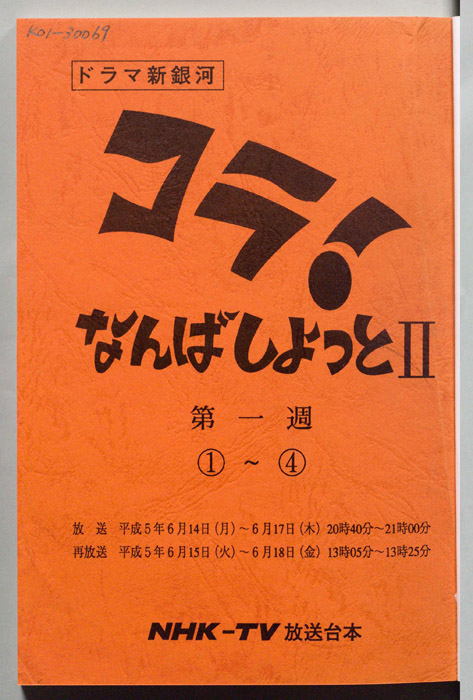 K01-30069
ドラマ新銀河
コラ!
なんばしよっとⅡ
第一週
①～④
放　送　平成5年6月14日(月)～6月17日(木) 20時40分～21時00分
再放送　平成5年6月15日(火)～6月18日(金) 13時05分～13時25分
NHK-TV 放送台本